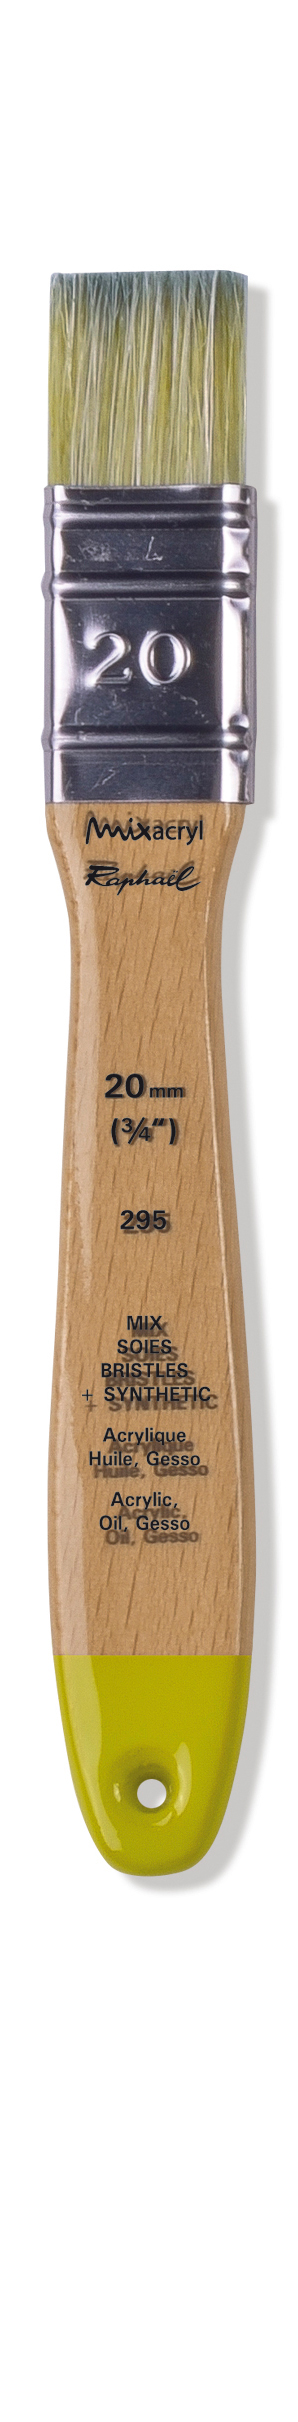 20
Mixacryl
Raphaël
20 mm
(3/4")
295
MIX
SOIES
BRISTLES
+ SYNTHETIC
Acrylique
Huile, Gesso
Acrylic,
Oil, Gesso